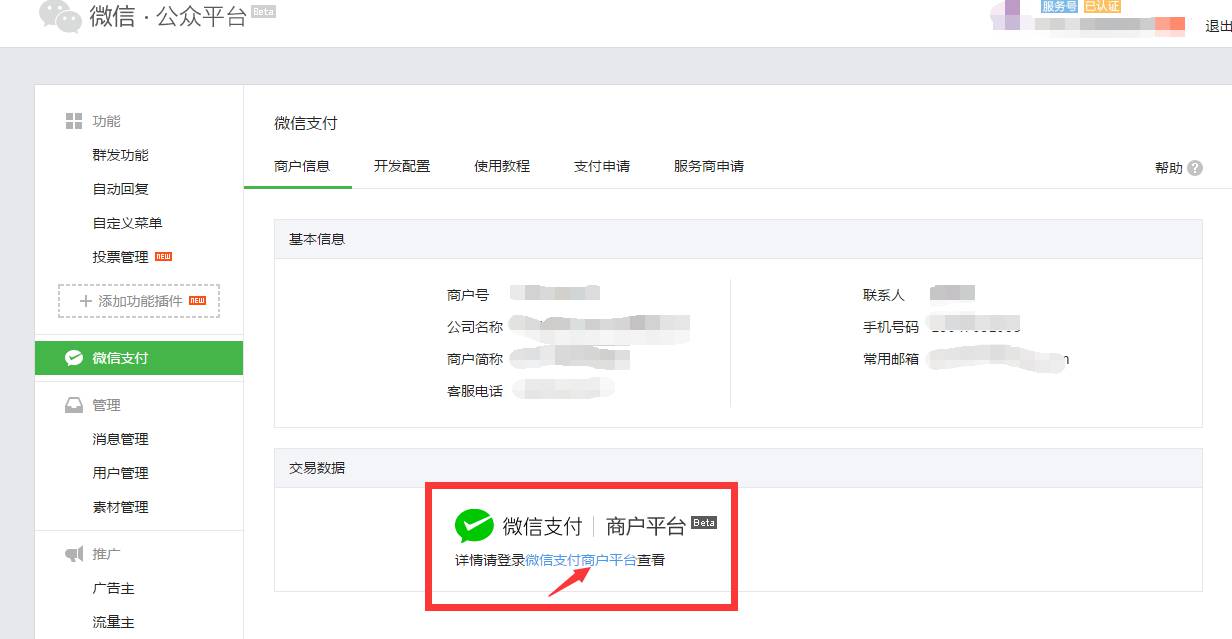 微信·公众平台 Beta
服务号 已认证
退出
功能
群发功能
自动回复
自定义菜单
投票管理 NEW
添加功能插件 NEW
微信支付
管理
消息管理
用户管理
素材管理
推广
广告主
流量主
微信支付
商户信息 开发配置 使用教程 支付申请 服务商申请 帮助 ?
基本信息
商户号
公司名称
商户简称
客服电话
联系人
手机号码
常用邮箱
交易数据
微信支付 | 商户平台 Beta
详情请登录微信支付商户平台查看